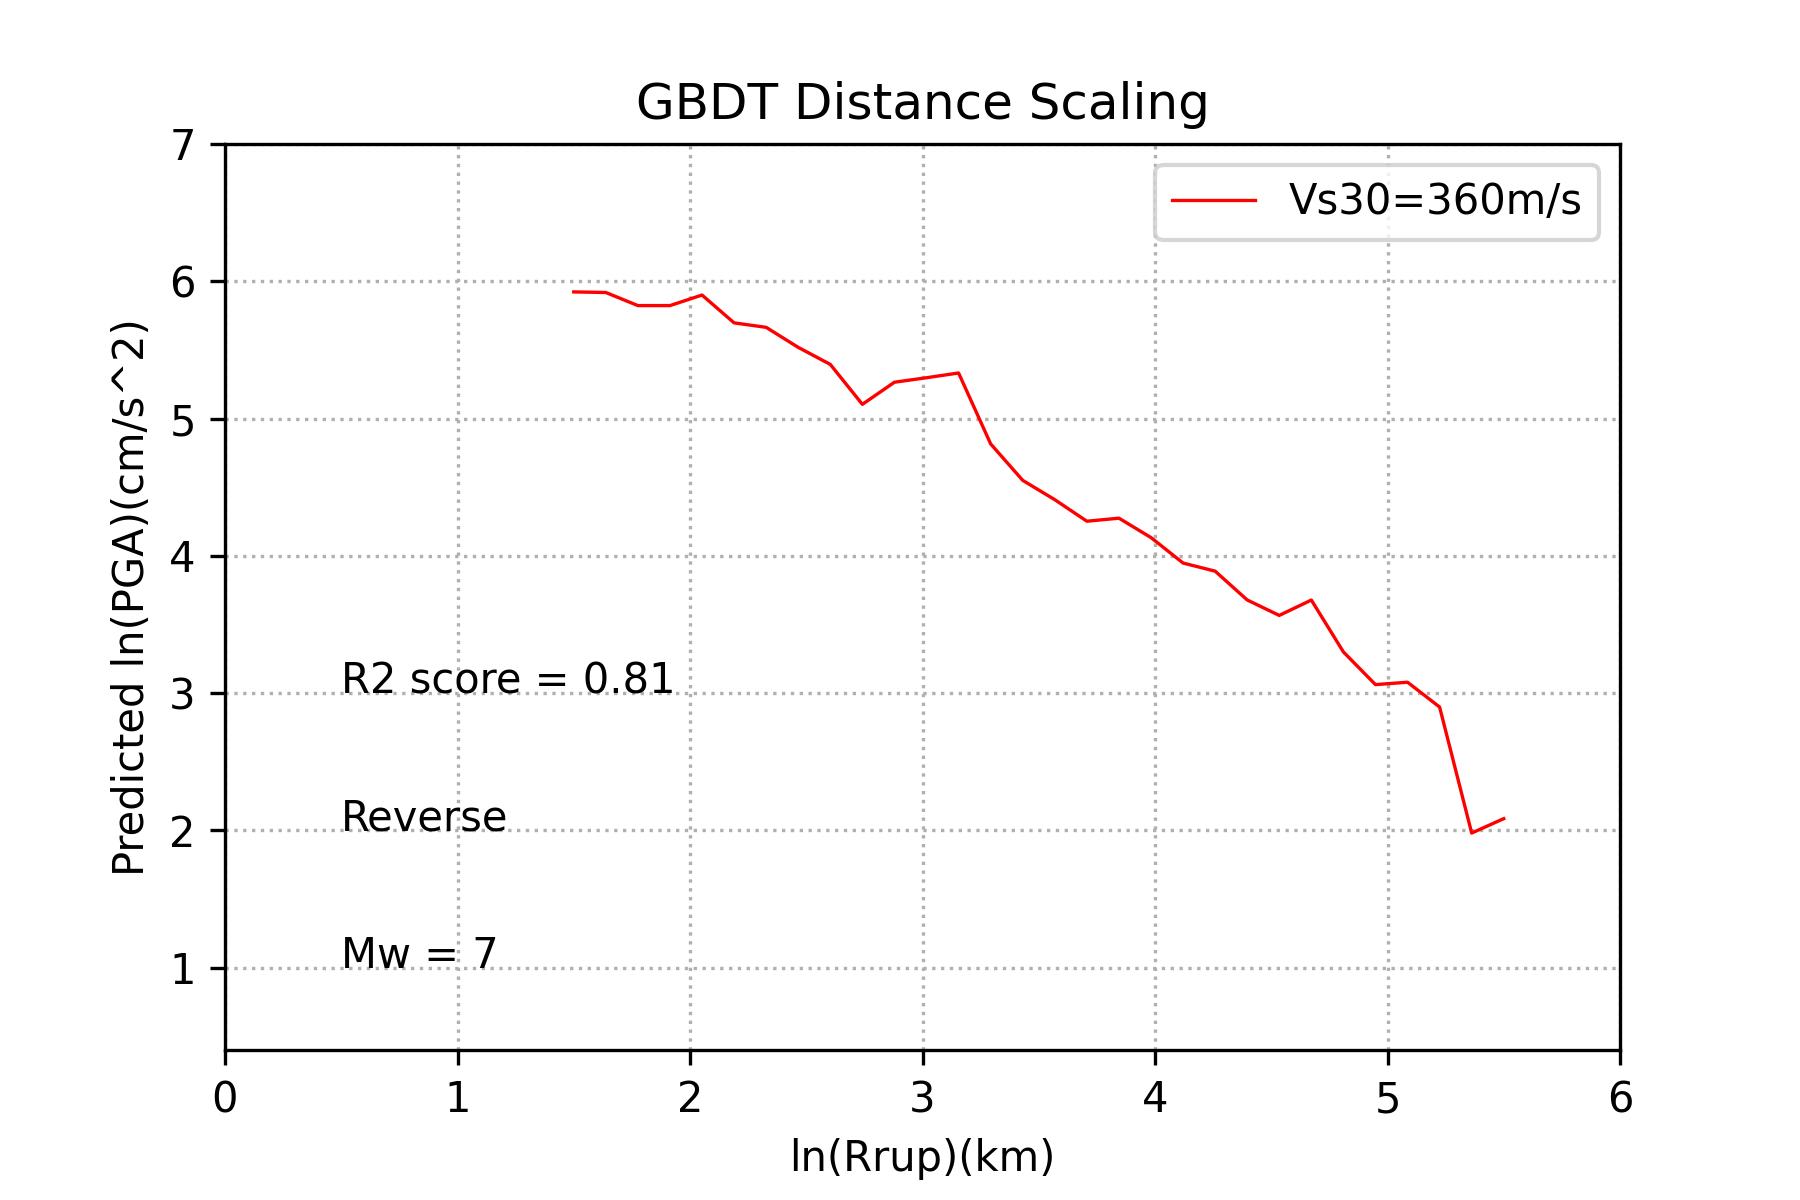 GBDT Distance Scaling
7
6
5
4
3
2
1
Predicted ln(PGA)(cm/s^2)
Vs30=360m/s
R2 score = 0.81
Reverse
Mw = 7
0 1 2 3 4 5 6
ln(Rrup)(km)